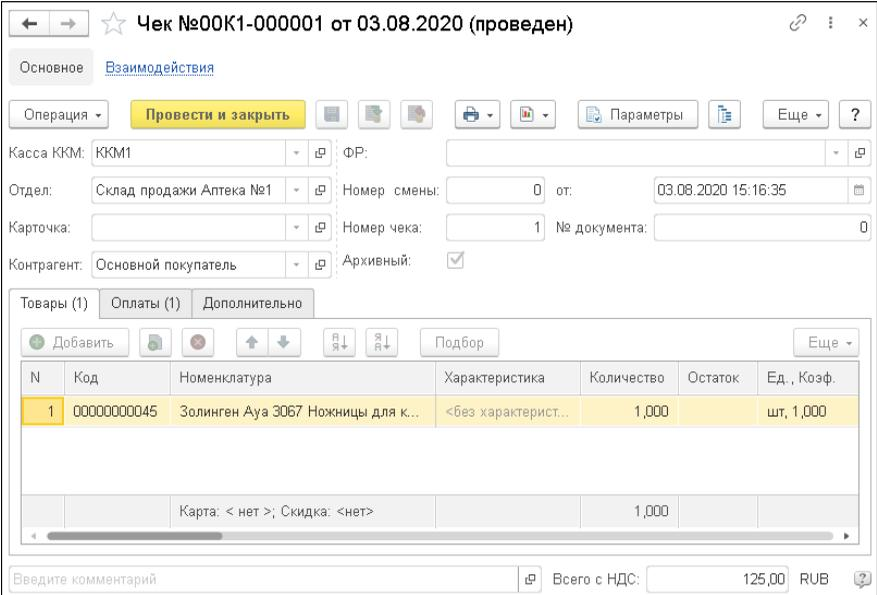 Чек №00К1-000001 от 03.08.2020 (проведен)
Основное Взаимодействия
Операция Провести и закрыть Параметры Еще ?
Касса ККМ: ККМ1 ФР:
Отдел: Склад продажи Аптека №1 Номер смены: 0 от: 03.08.2020 15:16:35
Карточка: Номер чека: 1 № документа: 0
Контрагент: Основной покупатель Архивный:
Товары (1) Оплаты (1) Дополнительно
Добавить Подбор Еще
N Код Номенклатура Характеристика Количество Остаток Ед., Коэф.
1 00000000045 Золинген Ауа 3067 Ножницы для к... <без характерист... 1,000 шт, 1,000
Карта: < нет >; Скидка: <нет> 1,000
Введите комментарий Всего с НДС: 125,00 RUB ?